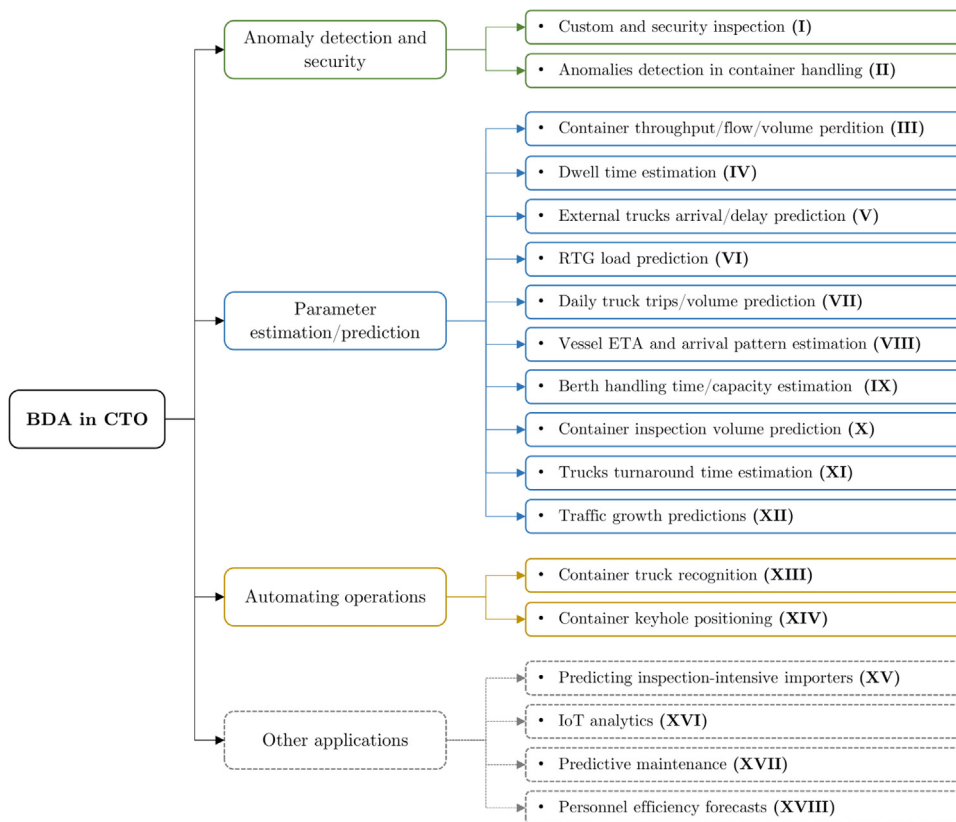 Anomaly detection and
security
• Custom and security inspection (I)
• Anomalies detection in container handling (II)
Parameter
estimation/prediction
• Container throughput/flow/volume perdition (III)
• Dwell time estimation (IV)
• External trucks arrival/delay prediction (V)
• RTG load prediction (VI)
• Daily truck trips/volume prediction (VII)
• Vessel ETA and arrival pattern estimation (VIII)
• Berth handling time/capacity estimation (IX)
• Container inspection volume prediction (X)
• Trucks turnaround time estimation (XI)
• Traffic growth predictions (XII)
BDA in CTO
Automating operations
• Container truck recognition (XIII)
• Container keyhole positioning (XIV)
Other applications
• Predicting inspection-intensive importers (XV)
• IoT analytics (XVI)
• Predictive maintenance (XVII)
• Personnel efficiency forecasts (XVIII)